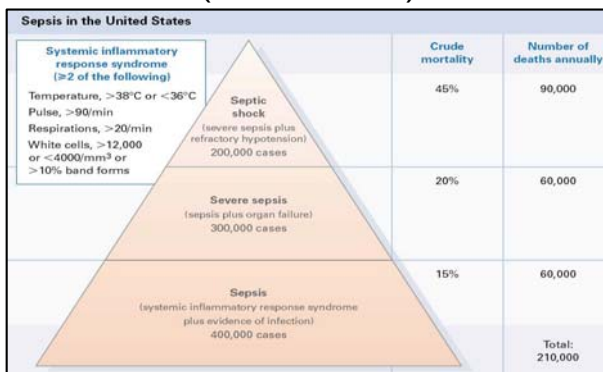 Sepsis in the United States
Systemic inflammatory
response syndrome
(≥2 of the following)
Temperature, >38°C or <36°C
Pulse, >90/min
Respirations, >20/min
White cells, >12,000
or <4000/mm³ or
>10% band forms
Crude
mortality
Number of
deaths annually
Septic
shock
(severe sepsis plus
refractory hypotension)
200,000 cases
45%
90,000
Severe sepsis
(sepsis plus organ failure)
300,000 cases
20%
60,000
Sepsis
(systemic inflammatory response syndrome
plus evidence of infection)
400,000 cases
15%
60,000
Total:
210,000